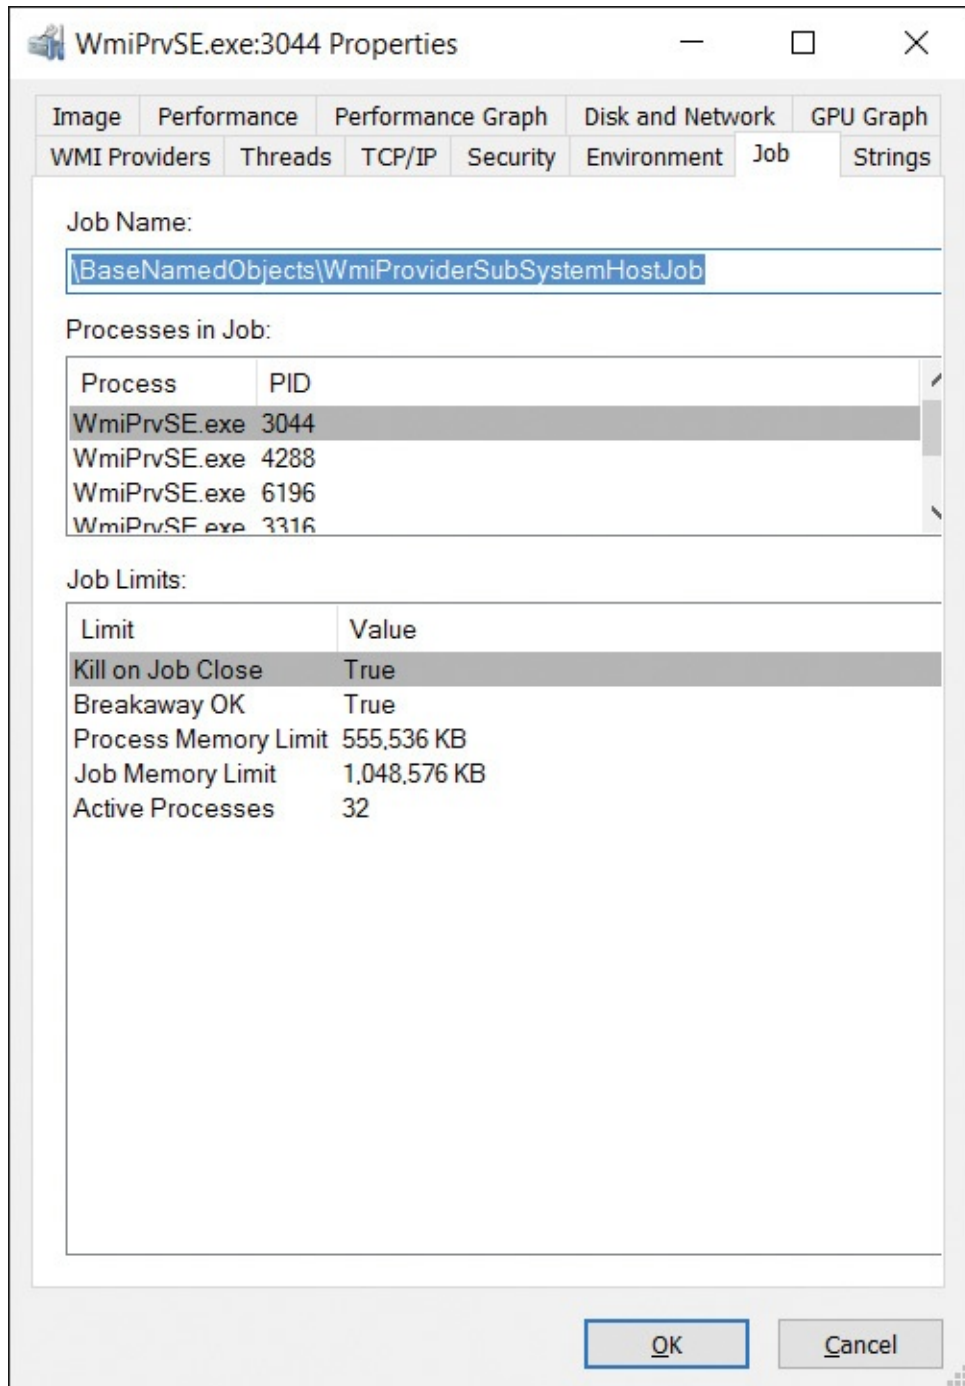 WmiPrvSE.exe:3044 Properties
Image Performance Performance Graph Disk and Network GPU Graph
WMI Providers Threads TCP/IP Security Environment Job Strings
Job Name:
\BaseNamedObjects\WmiProviderSubSystemHostJob
Processes in Job:
Process PID
WmiPrvSE.exe 3044
WmiPrvSE.exe 4288
WmiPrvSE.exe 6196
WmiPrvSE.exe 3316
Job Limits:
Limit Value
Kill on Job Close True
Breakaway OK True
Process Memory Limit 555,536 KB
Job Memory Limit 1,048,576 KB
Active Processes 32
OK Cancel